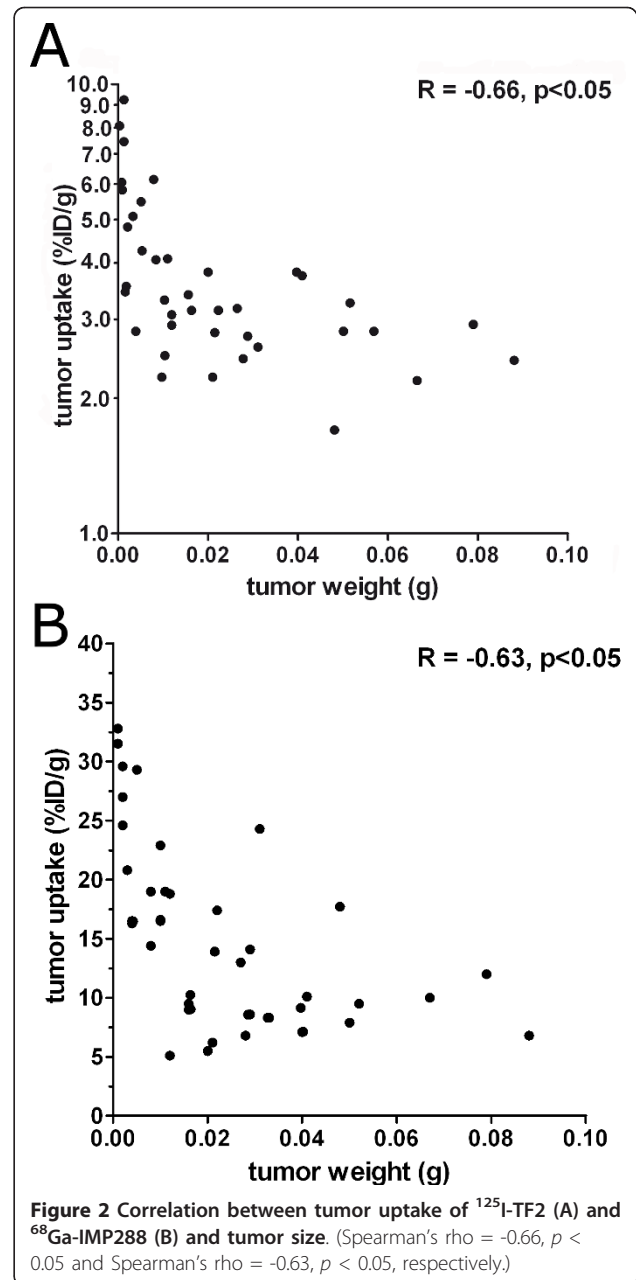 A
R = -0.66, p<0.05
tumor uptake (%ID/g)
10.0
9.0
8.0
7.0
6.0
5.0
4.0
3.0
2.0
1.0
0.00 0.02 0.04 0.06 0.08 0.10
tumor weight (g)
B
R = -0.63, p<0.05
tumor uptake (%ID/g)
40
35
30
25
20
15
10
5
0
0.00 0.02 0.04 0.06 0.08 0.10
tumor weight (g)
Figure 2 Correlation between tumor uptake of ¹²⁵I-TF2 (A) and
⁶⁸Ga-IMP288 (B) and tumor size. (Spearman's rho = -0.66, p <
0.05 and Spearman's rho = -0.63, p < 0.05, respectively.)